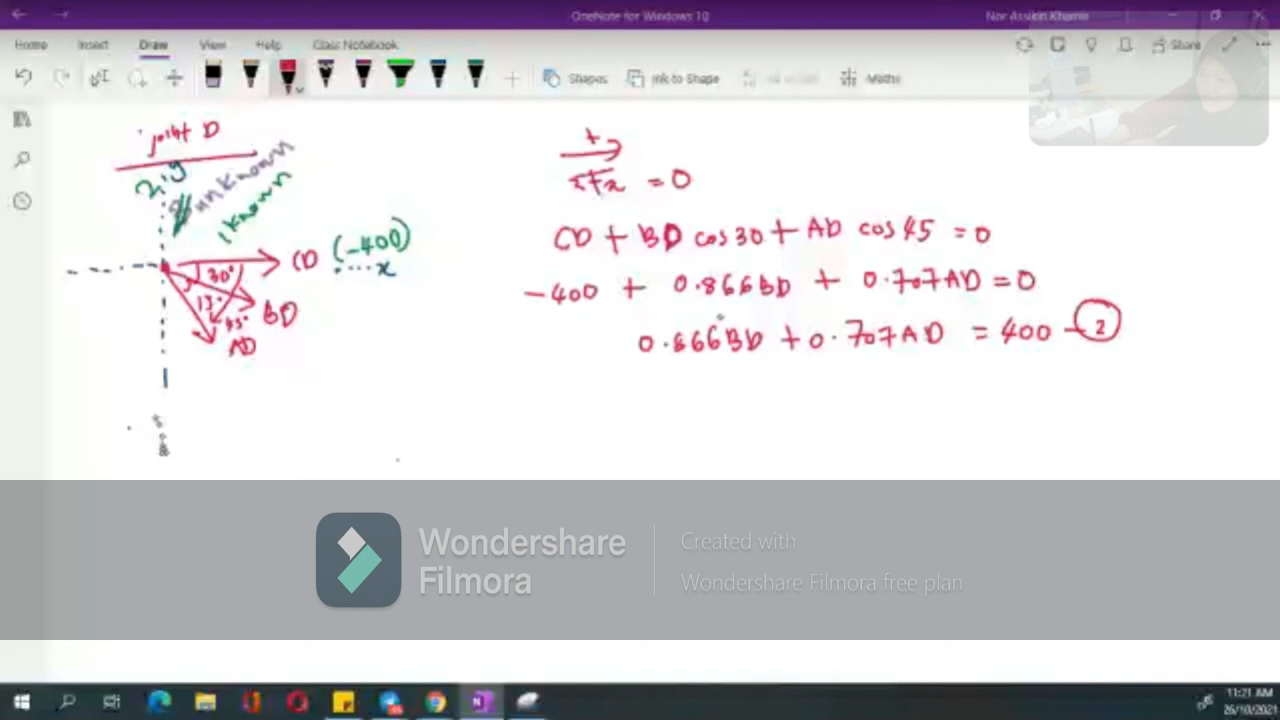 OneNote for Windows 10
Nor Assikin Khamis
Home Insert Draw View Help Class Notebook
Share
Shapes
Ink to Shape
Maths
joint D
y
2 unknown
1 known
CD (-400)
x
30°
45°
BD
AD
+
ΣFx = 0
CD + BD cos 30 + AD cos 45 = 0
-400 + 0.866BD + 0.707AD = 0
0.866BD + 0.707AD = 400 - 2
Wondershare
Filmora
Created with
Wondershare Filmora free plan
11:21 AM
26/10/2021